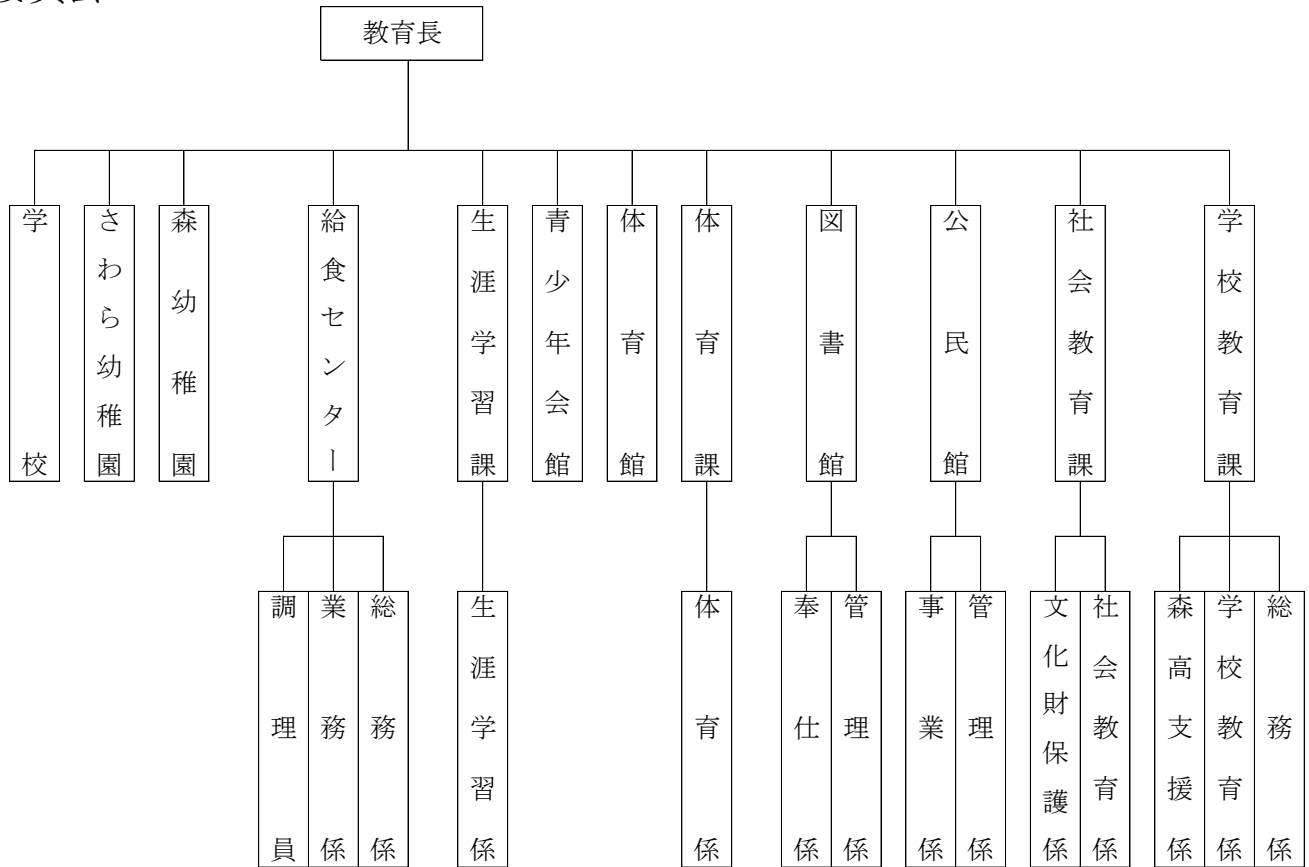 教育長
学校教育課
社会教育課
公民館
図書館
体育課
体育館
青少年会館
生涯学習課
給食センター
森幼稚園
さわら幼稚園
学校
総務係
学校教育係
森高支援係
社会教育係
文化財保護係
管理係
事業係
管理係
奉仕係
体育係
生涯学習係
総務係
業務係
調理員